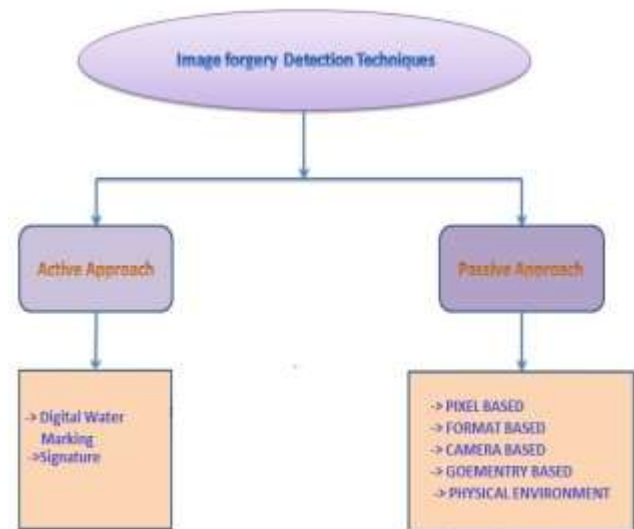 Image forgery Detection Techniques
Active Approach
Passive Approach
-> Digital Water
Marking
->Signature
-> PIXEL BASED
-> FORMAT BASED
-> CAMERA BASED
-> GOEMENTRY BASED
-> PHYSICAL ENVIRONMENT